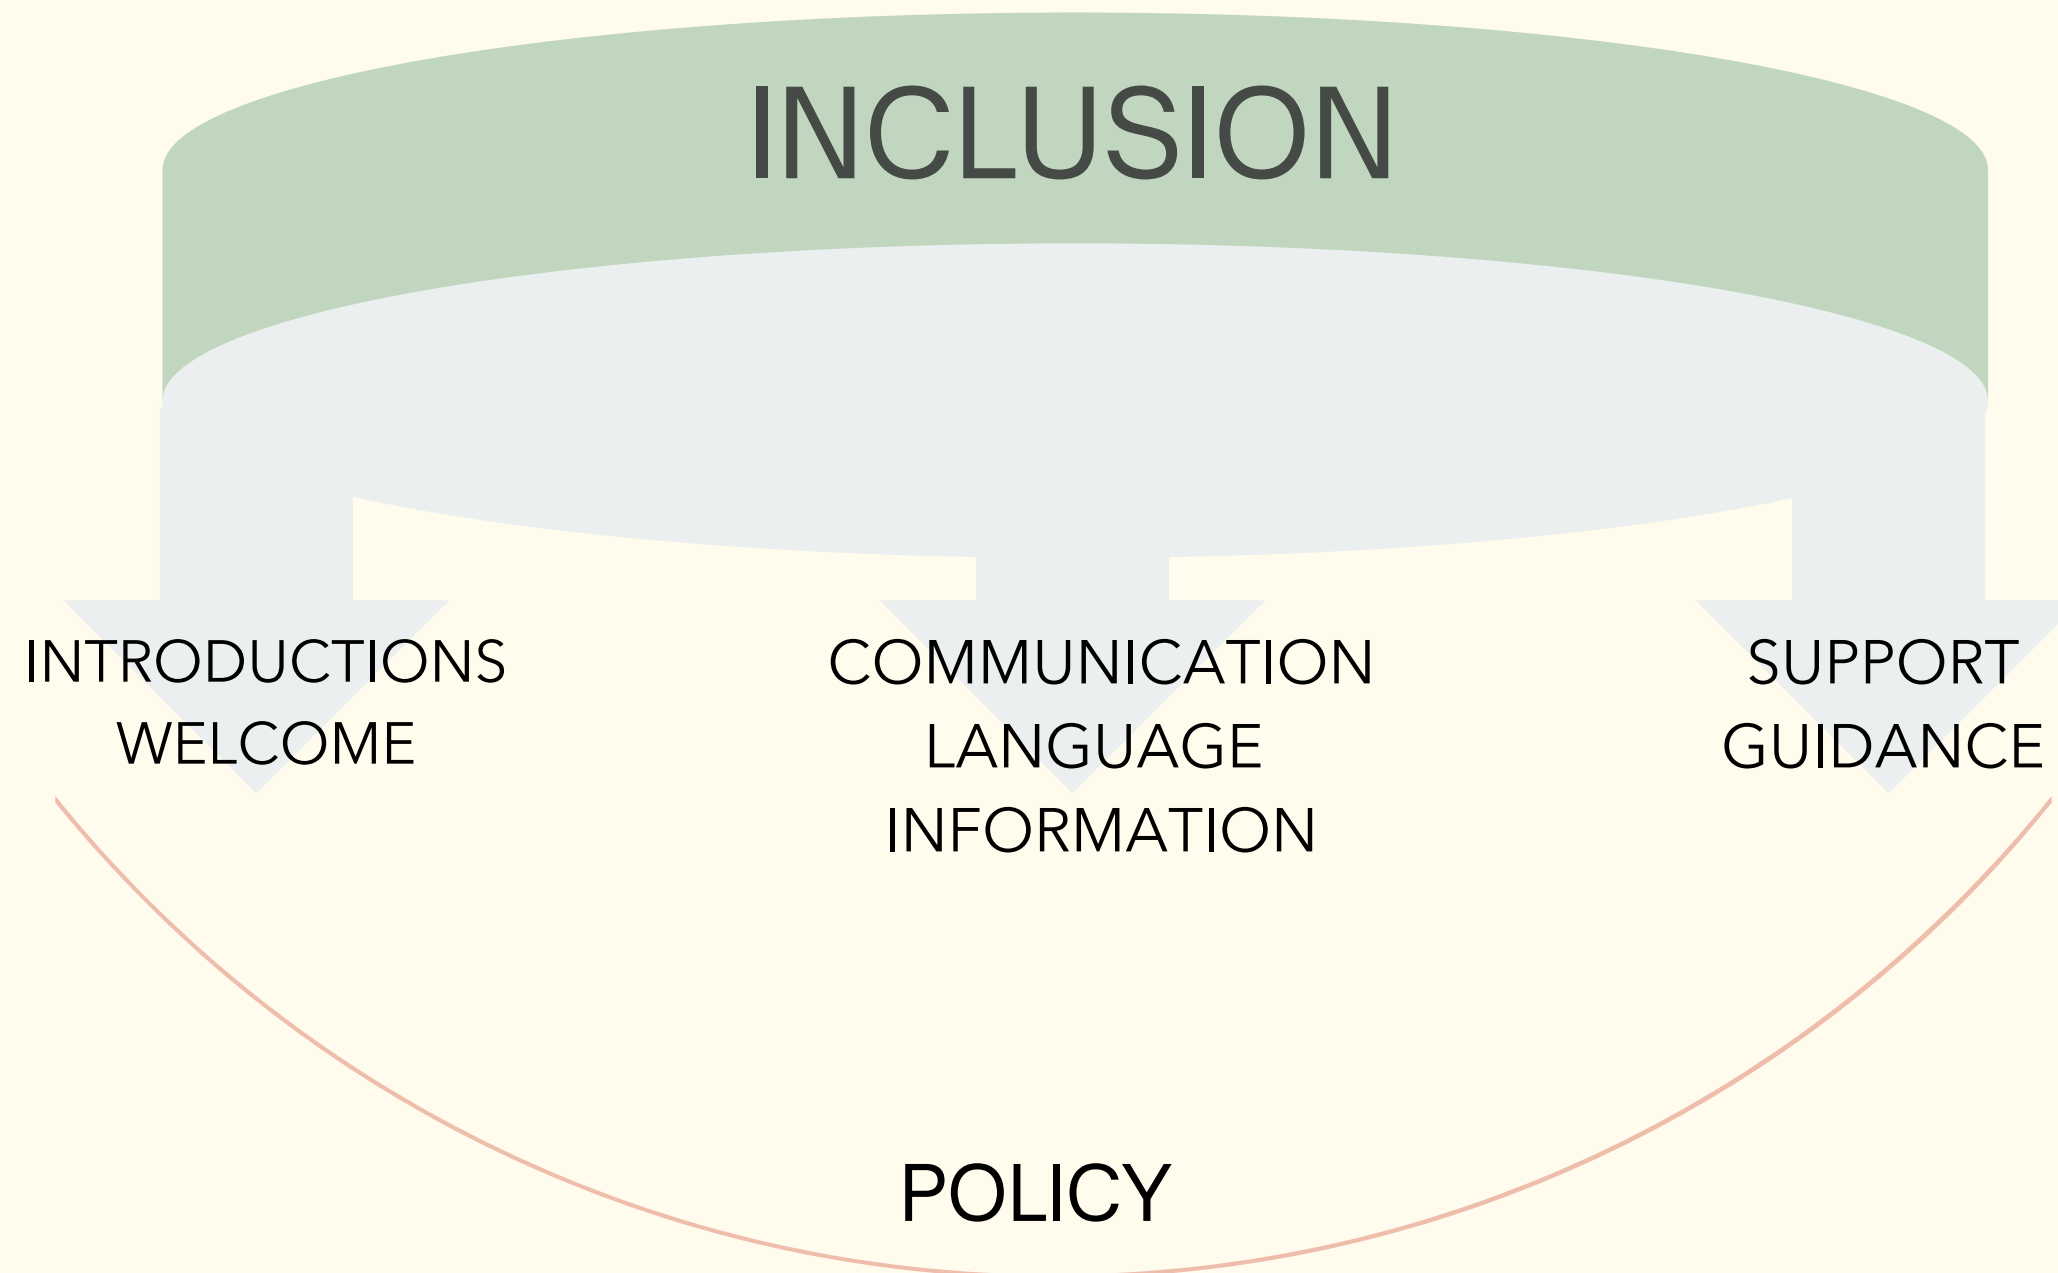 INCLUSION
INTRODUCTIONS
WELCOME
COMMUNICATION
LANGUAGE
INFORMATION
SUPPORT
GUIDANCE
POLICY